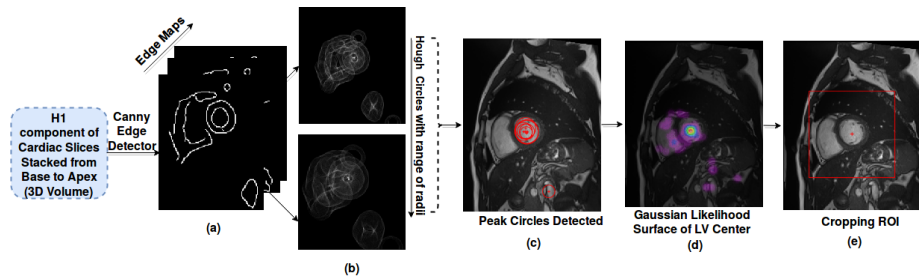 Edge Maps
H1
component of
Cardiac Slices
Stacked from
Base to Apex
(3D Volume)
Canny
Edge
Detector
(a)
(b)
Hough Circles with range of radii
Peak Circles Detected
(c)
Gaussian Likelihood
Surface of LV Center
(d)
Cropping ROI
(e)